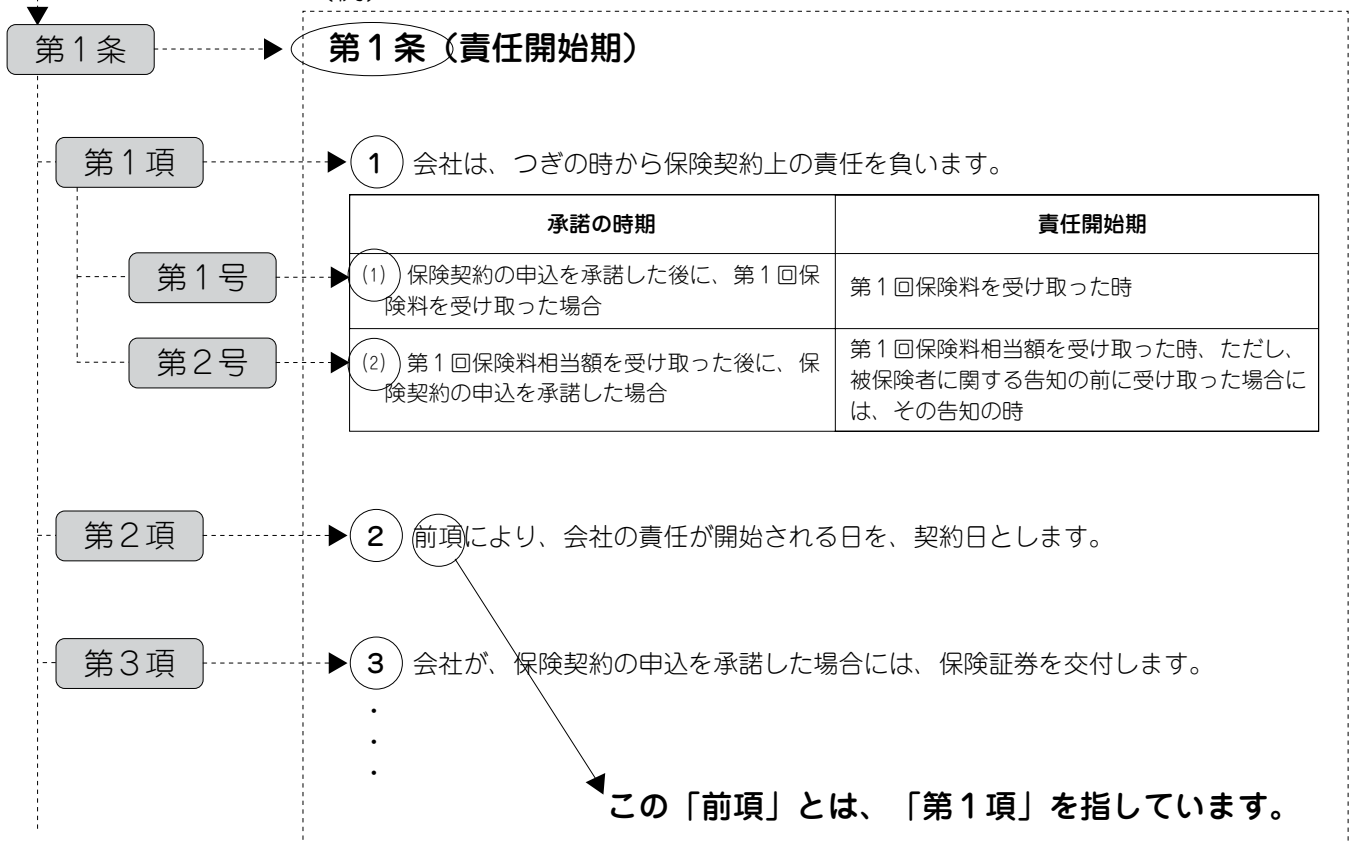 第1条
第1条(責任開始期)
第1項
1 会社は、つぎの時から保険契約上の責任を負います。
承諾の時期
責任開始期
第1号
(1) 保険契約の申込を承諾した後に、第1回保
険料を受け取った場合
第1回保険料を受け取った時
第2号
(2) 第1回保険料相当額を受け取った後に、保
険契約の申込を承諾した場合
第1回保険料相当額を受け取った時、ただし、
被保険者に関する告知の前に受け取った場合に
は、その告知の時
第2項
2 前項により、会社の責任が開始される日を、契約日とします。
第3項
3 会社が、保険契約の申込を承諾した場合には、保険証券を交付します。
・
・
・
この「前項」とは、「第1項」を指しています。